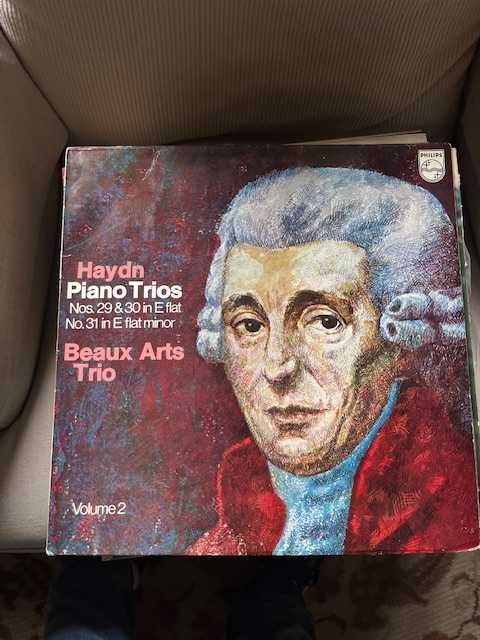 PHILIPS
Haydn
Piano Trios
Nos. 29 & 30 in E flat
No. 31 in E flat minor
Beaux Arts
Trio
Volume 2